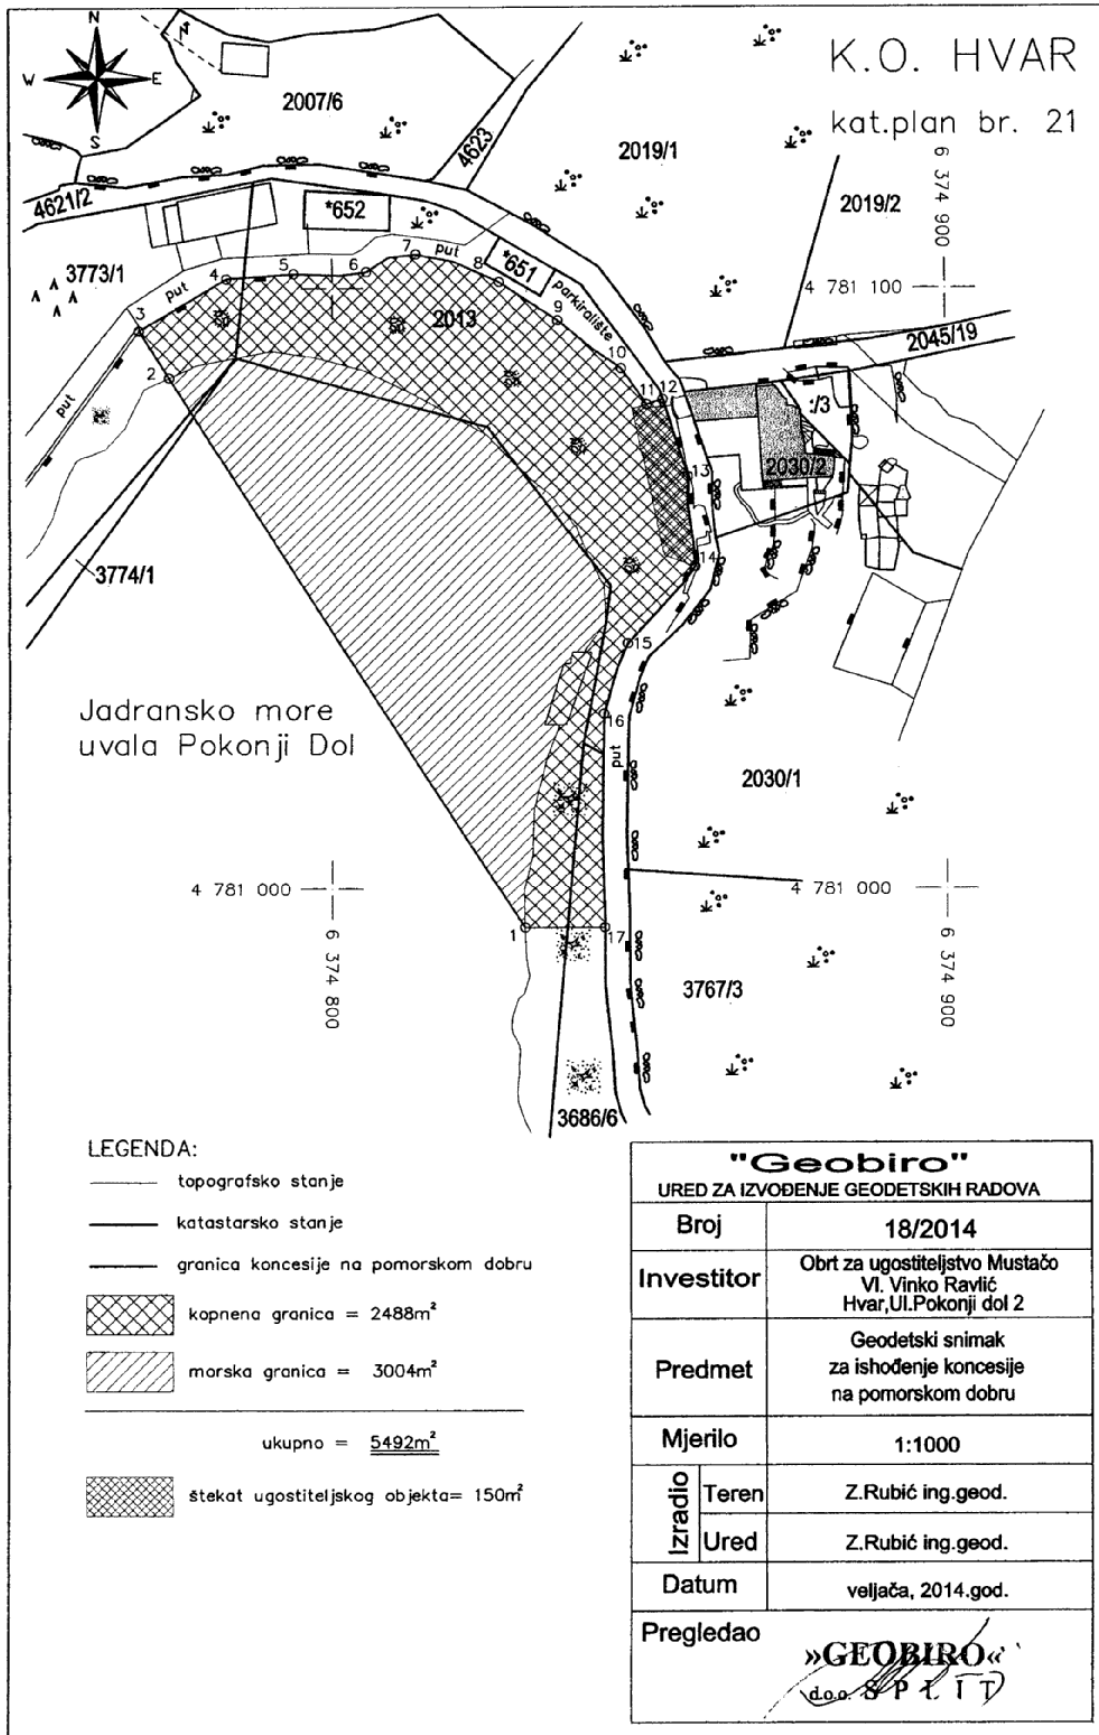 N
W
E
S
K.O. HVAR
kat.plan br. 21
2007/6
4623
2019/1
2019/2
6 374 900
4621/2
*652
*651
put
parkiralište
4 781 100
2045/19
3773/1
put
3
4
5
6
7
8
9
10
11
12
13
14
15
16
17
1
2
2013
put
:/3
2030/2
3774/1
Jadransko more
uvala Pokonji Dol
put
2030/1
4 781 000
6 374 800
4 781 000
6 374 900
3767/3
3686/6
LEGENDA:
topografsko stanje
katastarsko stanje
granica koncesije na pomorskom dobru
kopnena granica = 2488m²
morska granica = 3004m²
ukupno = 5492m²
štekat ugostiteljskog objekta= 150m²
"Geobiro"
URED ZA IZVOĐENJE GEODETSKIH RADOVA
Broj 18/2014
Investitor Obrt za ugostiteljstvo Mustačo
Vl. Vinko Ravlić
Hvar,Ul.Pokonji dol 2
Predmet Geodetski snimak
za ishođenje koncesije
na pomorskom dobru
Mjerilo 1:1000
Izradio
Teren Z.Rubić ing.geod.
Ured Z.Rubić ing.geod.
Datum veljača, 2014.god.
Pregledao
»GEOBIRO«
d.o.o. SPLIT